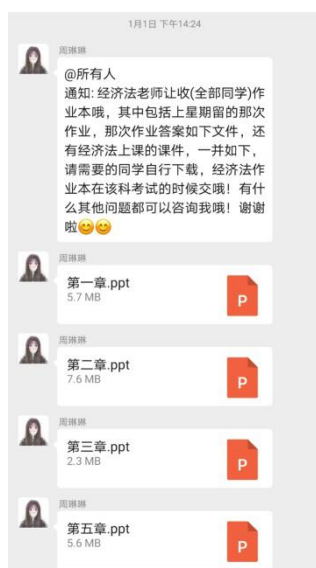 1月1日 下午14:24
周琳琳
@所有人
通知: 经济法老师让收(全部同学)作
业本哦，其中包括上星期留的那次
作业，那次作业答案如下文件，还
有经济法上课的课件，一并如下，
请需要的同学自行下载，经济法作
业本在该科考试的时候交哦！有什
么其他问题都可以咨询我哦！谢谢
啦😊😊
周琳琳
第一章.ppt
5.7 MB
P
周琳琳
第二章.ppt
7.6 MB
P
周琳琳
第三章.ppt
2.3 MB
P
周琳琳
第五章.ppt
5.6 MB
P